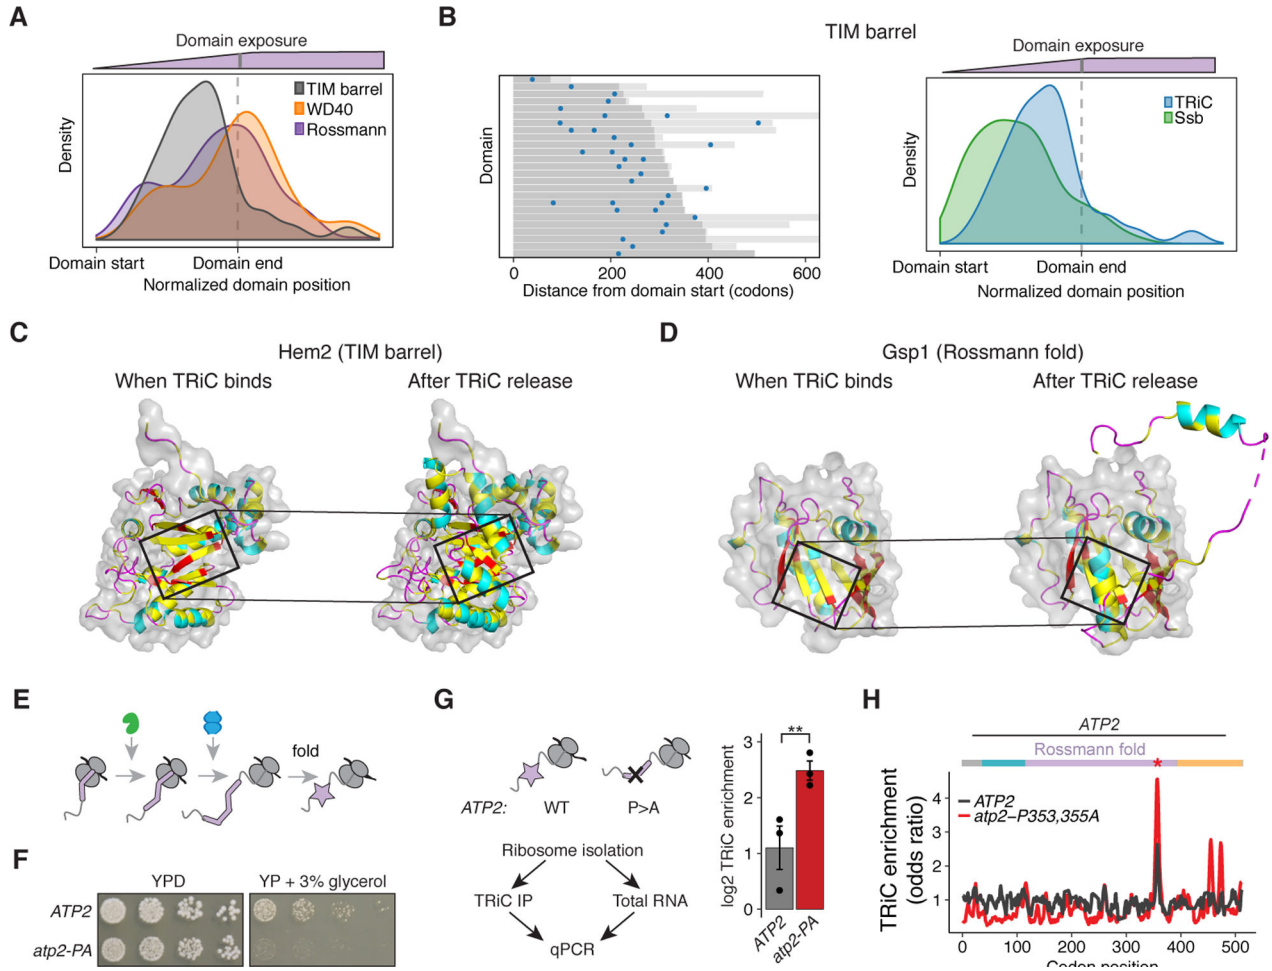 A
Domain exposure
TIM barrel
WD40
Rossmann
Density
Domain start
Domain end
Normalized domain position
B
TIM barrel
Domain
0
200
400
600
Distance from domain start (codons)
Domain exposure
TRiC
Ssb
Density
Domain start
Domain end
Normalized domain position
C
Hem2 (TIM barrel)
When TRiC binds
After TRiC release
D
Gsp1 (Rossmann fold)
When TRiC binds
After TRiC release
E
fold
F
YPD
YP + 3% glycerol
ATP2
atp2-PA
G
ATP2:
WT
P>A
Ribosome isolation
TRiC IP
Total RNA
qPCR
log2 TRiC enrichment
3
2
1
0
**
ATP2
atp2-PA
H
ATP2
Rossmann fold
*
ATP2
atp2–P353,355A
TRiC enrichment
(odds ratio)
4
3
2
1
0
100
200
300
400
500
Codon position